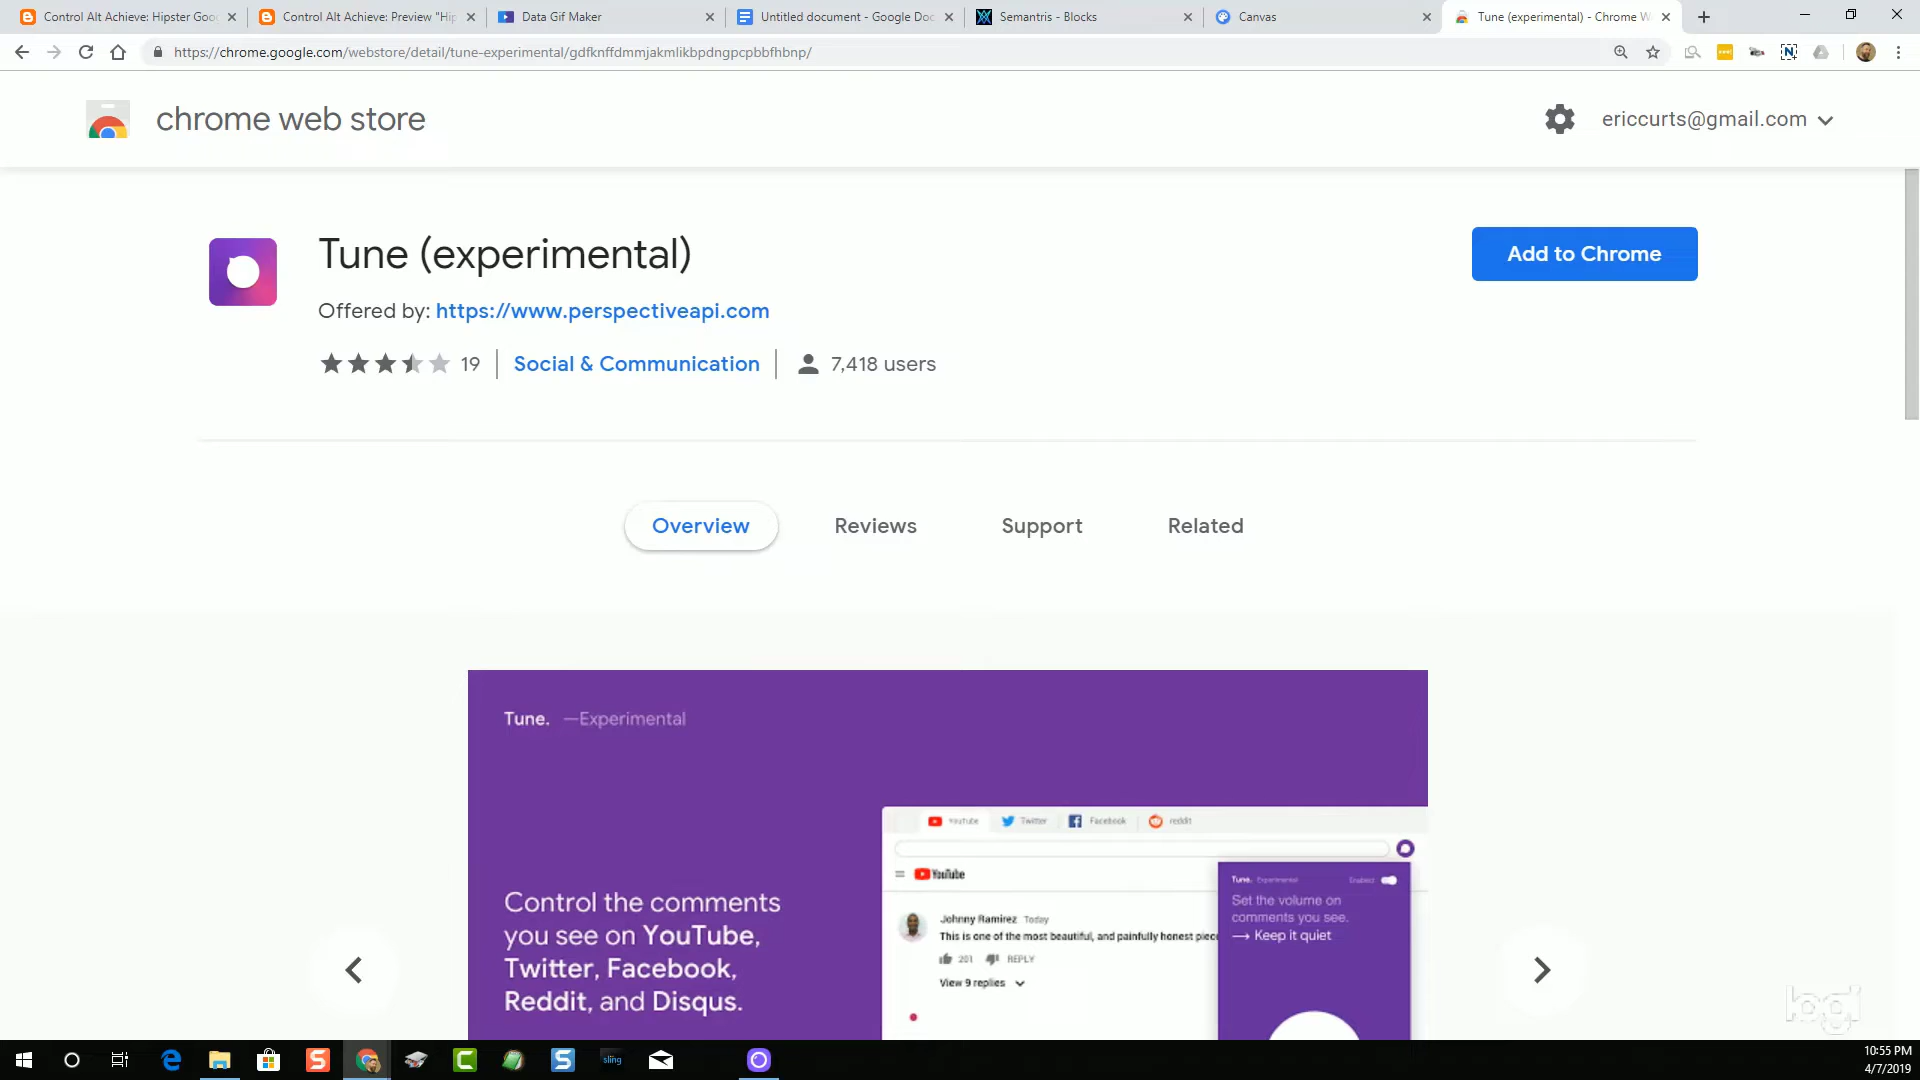 Control Alt Achieve: Hipster Goo
Control Alt Achieve: Preview "Hip
Data Gif Maker
Untitled document - Google Doc
Semantris - Blocks
Canvas
Tune (experimental) - Chrome W
https://chrome.google.com/webstore/detail/tune-experimental/gdfknffdmmjakmlikbpdngpcpbbfhbnp/
chrome web store
ericcurts@gmail.com
Tune (experimental)
Add to Chrome
Offered by: https://www.perspectiveapi.com
19
Social & Communication
7,418 users
Overview
Reviews
Support
Related
Tune. —Experimental
Youtube
Twitter
Facebook
reddit
YouTube
Tune. Experimental
Enabled
Set the volume on
comments you see.
→ Keep it quiet
Johnny Ramirez Today
This is one of the most beautiful, and painfully honest piec
201
REPLY
View 9 replies
Control the comments
you see on YouTube,
Twitter, Facebook,
Reddit, and Disqus.
logi
sling
10:55 PM
4/7/2019